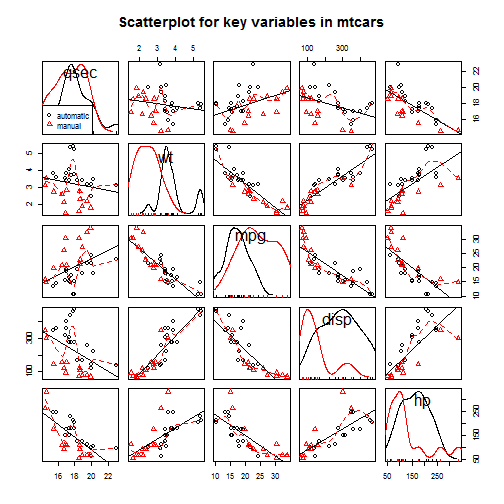 Scatterplot for key variables in mtcars
2 3 4 5
100 300
qsec
automatic
manual
16 18 20 22
wt
2 3 4 5
mpg
10 15 20 25 30
disp
100 300
hp
50 150 250
14 16 18 20 22
10 15 20 25 30
50 150 250